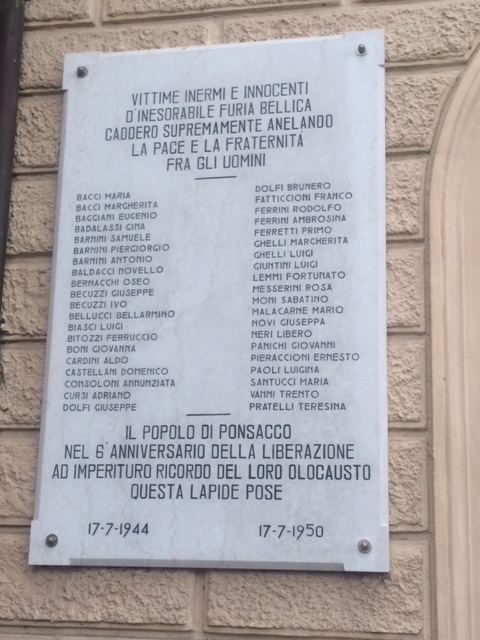 VITTIME INERMI E INNOCENTI
D'INESORABILE FURIA BELLICA
CADDERO SUPREMAMENTE ANELANDO
LA PACE E LA FRATERNITÀ
FRA GLI UOMINI
BACCI MARIA
BACCI MARGHERITA
BAGGIANI EUGENIO
BADALASSI GINA
BARNINI SAMUELE
BARNINI PIERGIORGIO
BARNINI ANTONIO
BALDACCI NOVELLO
BERNACCHI OSEO
BECUZZI GIUSEPPE
BECUZZI IVO
BELLUCCI BELLARMINO
BIASCI LUIGI
BITOZZI FERRUCCIO
BONI GIOVANNA
CARDINI ALDO
CASTELLANI DOMENICO
CONSOLONI ANNUNZIATA
CURSI ADRIANO
DOLFI GIUSEPPE
DOLFI BRUNERO
FATTICCIONI FRANCO
FERRINI RODOLFO
FERRINI AMBROSINA
FERRETTI PRIMO
GHELLI MARGHERITA
GHELLI LUIGI
GIUNTINI LUIGI
LEMMI FORTUNATO
MESSERINI ROSA
MONI SABATINO
MALACARNE MARIO
NOVI GIUSEPPA
NERI LIBERO
PANICHI GIOVANNI
PIERACCIONI ERNESTO
PAOLI LUIGINA
SANTUCCI MARIA
VANNI TRENTO
PRATELLI TERESINA
IL POPOLO DI PONSACCO
NEL 6° ANNIVERSARIO DELLA LIBERAZIONE
AD IMPERITURO RICORDO DEL LORO OLOCAUSTO
QUESTA LAPIDE POSE
17-7-1944 17-7-1950